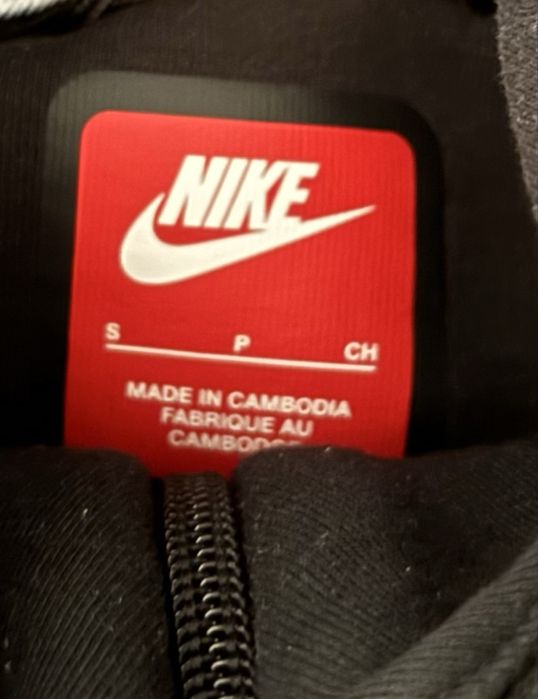 NIKE
S P CH
MADE IN CAMBODIA
FABRIQUE AU